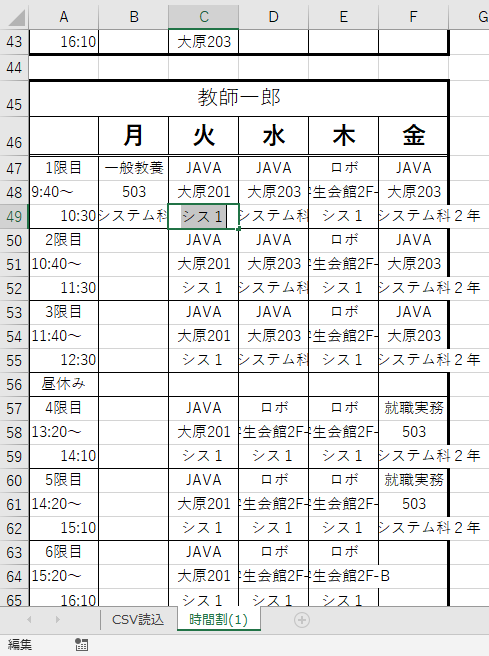 A B C D E F G
43 16:10 大原203
44
45 教師一郎
46 月 火 水 木 金
47 1限目 一般教養 JAVA JAVA ロボ JAVA
48 9:40～ 503 大原201 大原203 生会館2F- 大原203
49 10:30 システム科 シス１ システム科 シス１ システム科２年
50 2限目 JAVA JAVA ロボ JAVA
51 10:40～ 大原201 大原203 生会館2F- 大原203
52 11:30 シス１ システム科 シス１ システム科２年
53 3限目 JAVA JAVA ロボ JAVA
54 11:40～ 大原201 大原203 生会館2F- 大原203
55 12:30 シス１ システム科 シス１ システム科２年
56 昼休み
57 4限目 JAVA ロボ ロボ 就職実務
58 13:20～ 大原201 生会館2F- 生会館2F- 503
59 14:10 シス１ シス１ シス１ システム科２年
60 5限目 JAVA ロボ ロボ 就職実務
61 14:20～ 大原201 生会館2F- 生会館2F- 503
62 15:10 シス１ シス１ シス１ システム科２年
63 6限目 JAVA ロボ ロボ
64 15:20～ 大原201 生会館2F- 生会館2F-B
65 16:10 シス１ シス１ シス１
CSV読込 時間割(1)
編集